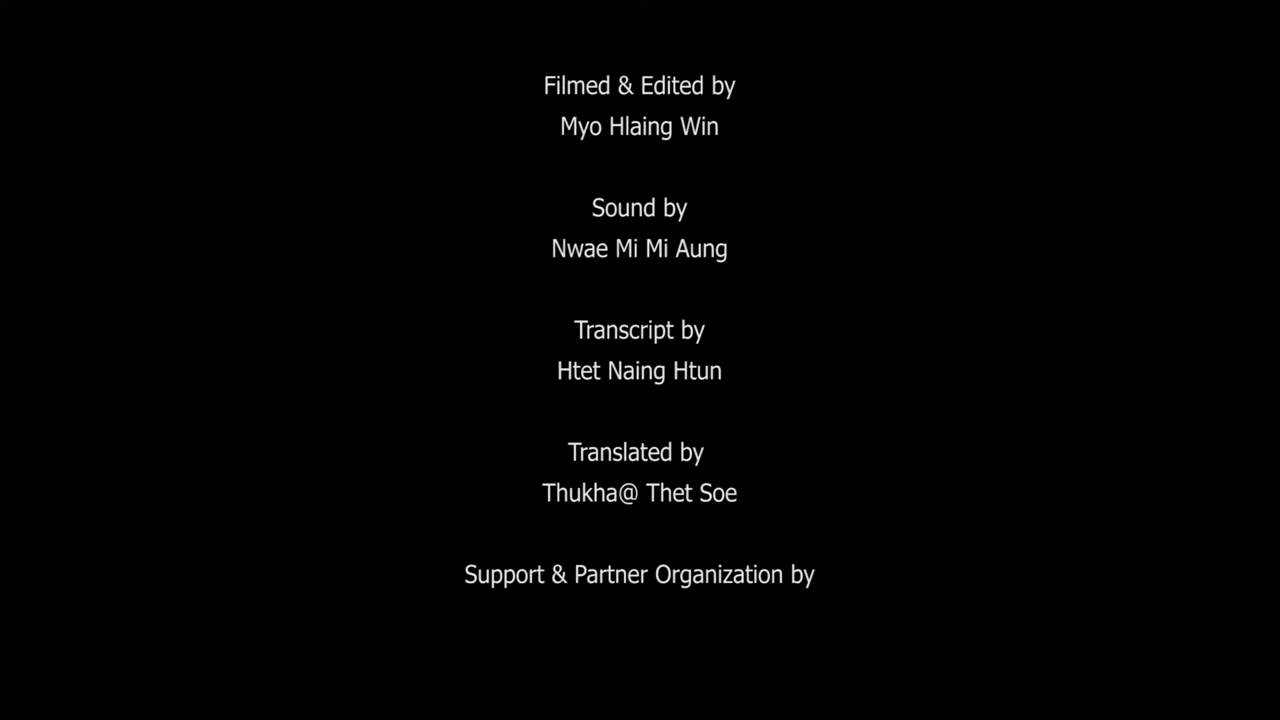 Filmed & Edited by
Myo Hlaing Win
Sound by
Nwae Mi Mi Aung
Transcript by
Htet Naing Htun
Translated by
Thukha@ Thet Soe
Support & Partner Organization by